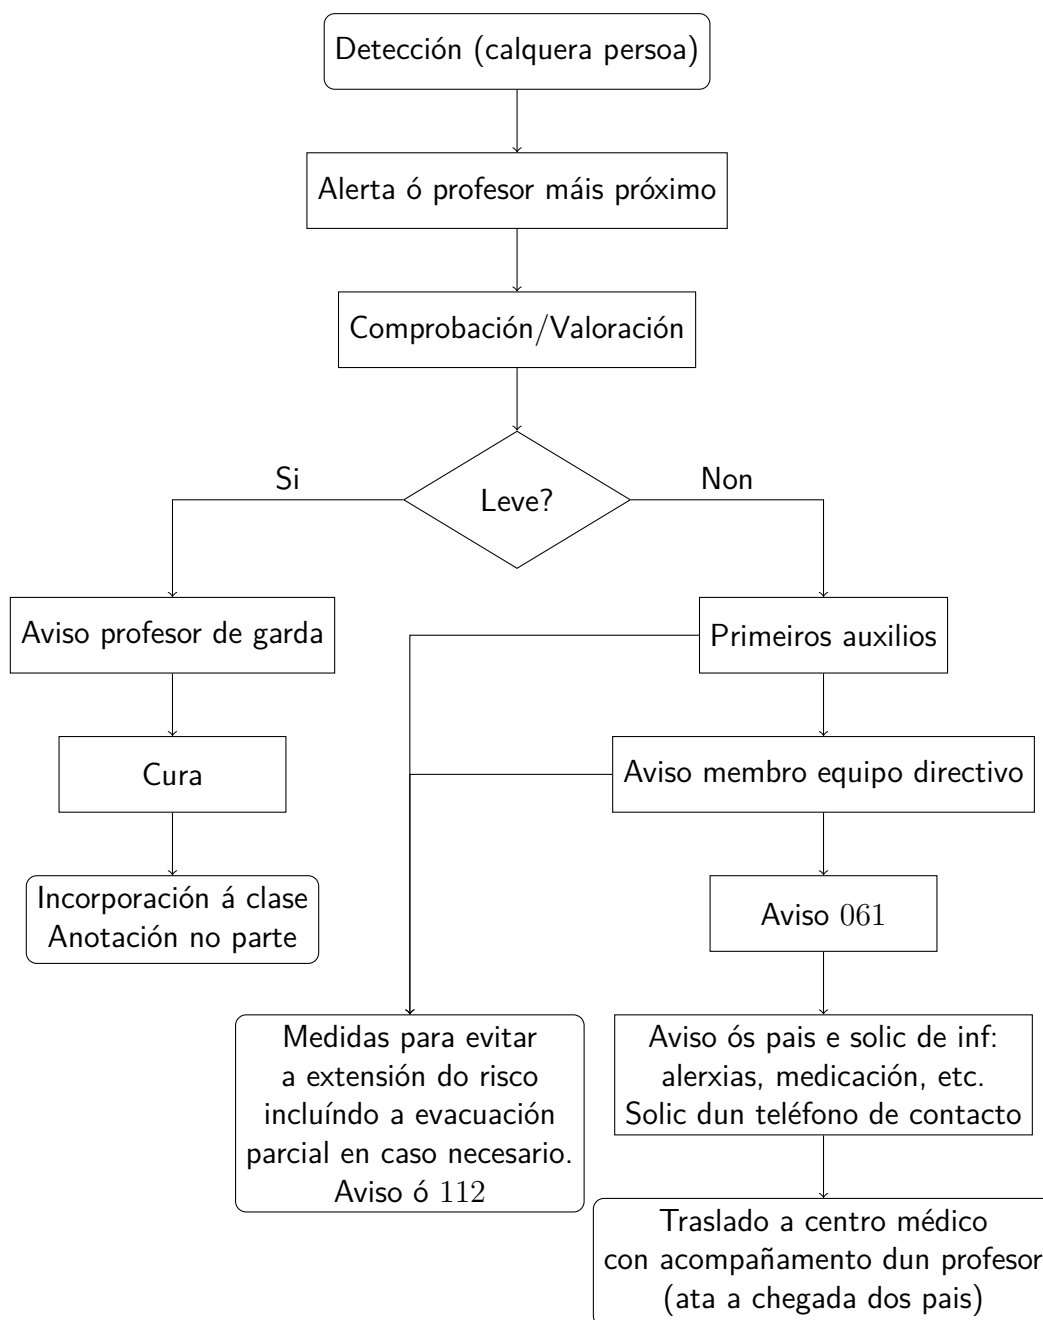 Detección (calquera persoa)
Alerta ó profesor máis próximo
Comprobación/Valoración
Leve?
Si
Non
Aviso profesor de garda
Cura
Incorporación á clase
Anotación no parte
Primeiros auxilios
Aviso membro equipo directivo
Aviso 061
Aviso ós pais e solic de inf:
alerxias, medicación, etc.
Solic dun teléfono de contacto
Medidas para evitar
a extensión do risco
incluíndo a evacuación
parcial en caso necesario.
Aviso ó 112
Traslado a centro médico
con acompañamento dun profesor
(ata a chegada dos pais)